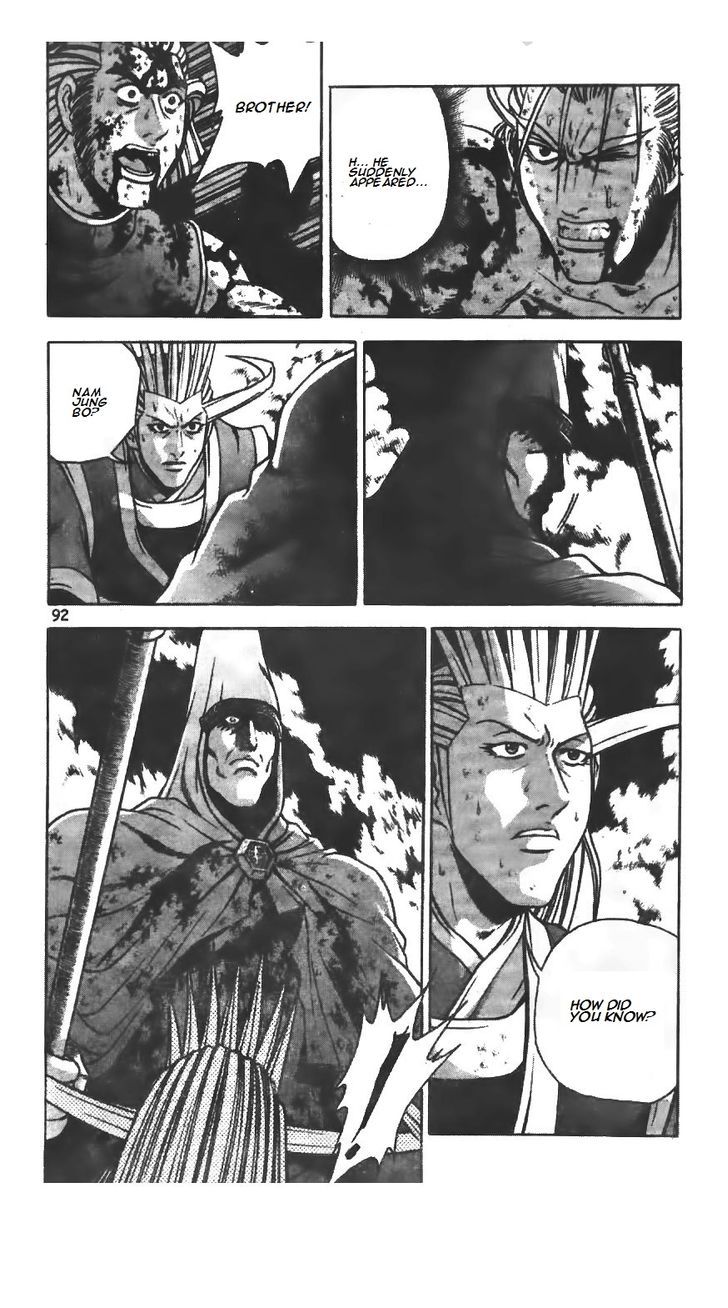 BROTHER!
H... HE
SUDDENLY
APPEARED...
NAM
JUNG
BO?
92
!
HOW DID
YOU KNOW?